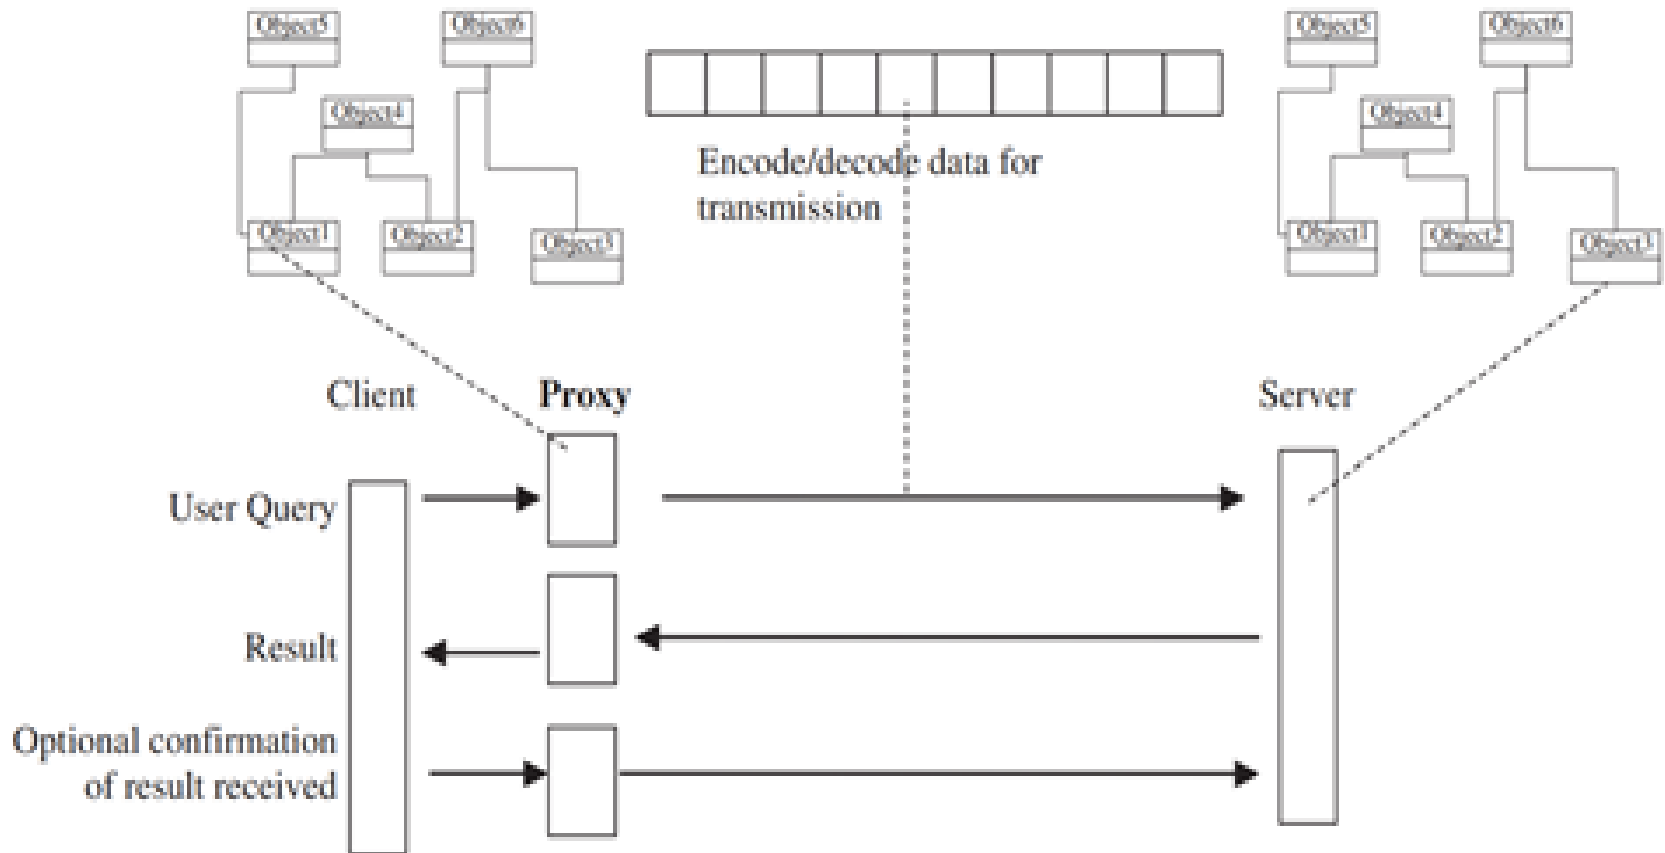 Object5
Object6
Object5
Object6
Object4
Object4
Encode/decode data for
transmission
Object1
Object2
Object3
Object1
Object2
Object3
Client
Proxy
Server
User Query
Result
Optional confirmation
of result received